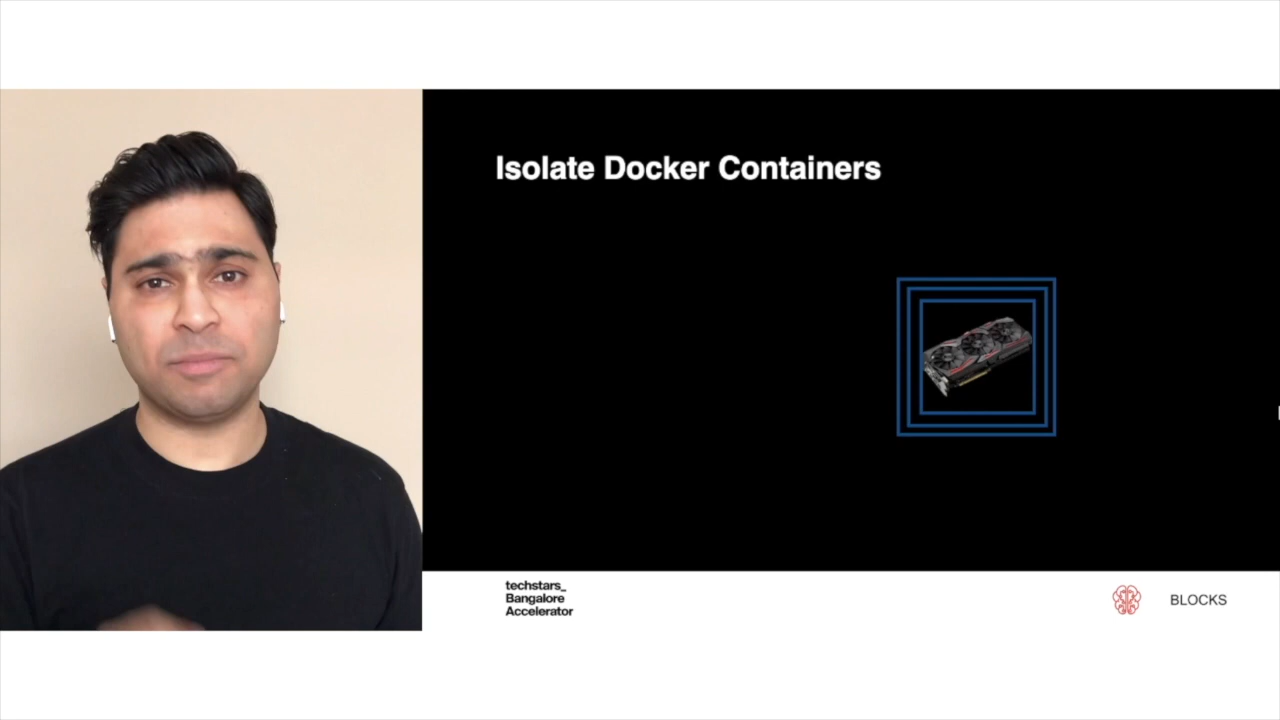 Isolate Docker Containers
techstars_
Bangalore
Accelerator
BLOCKS